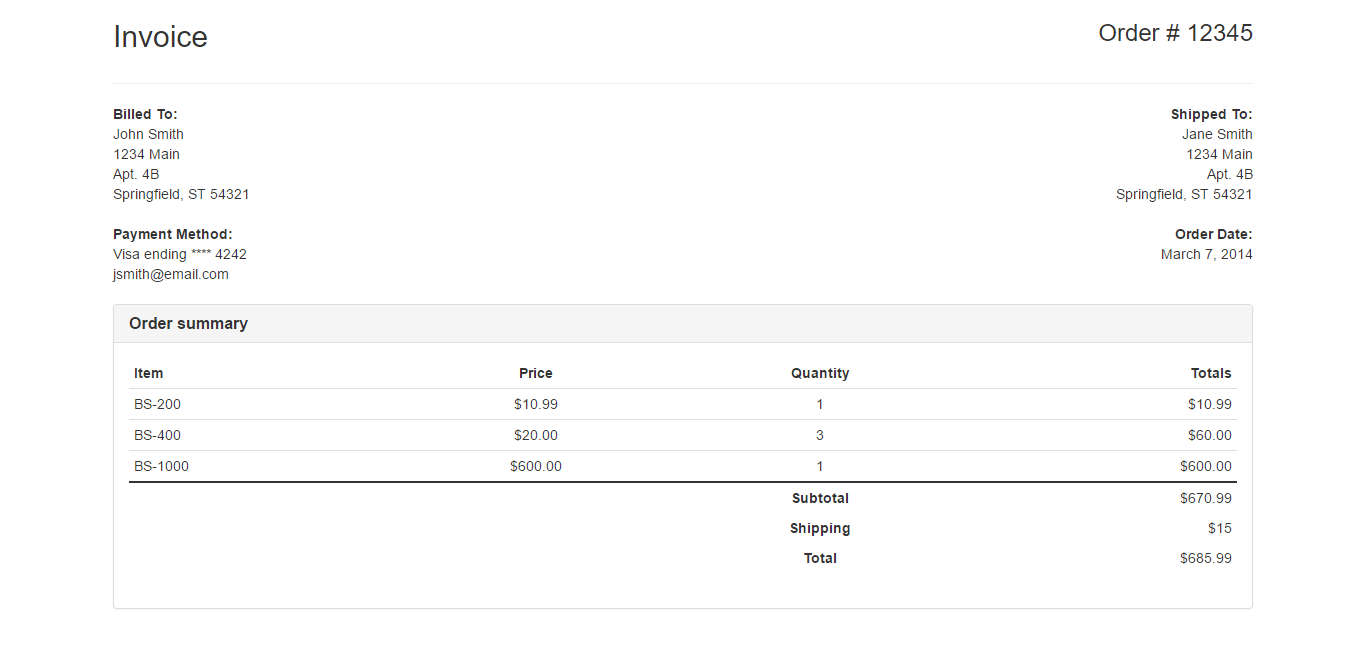 Invoice
Order # 12345
Billed To:
John Smith
1234 Main
Apt. 4B
Springfield, ST 54321
Shipped To:
Jane Smith
1234 Main
Apt. 4B
Springfield, ST 54321
Payment Method:
Visa ending **** 4242
jsmith@email.com
Order Date:
March 7, 2014
Order summary
Item Price Quantity Totals
BS-200 $10.99 1 $10.99
BS-400 $20.00 3 $60.00
BS-1000 $600.00 1 $600.00
Subtotal $670.99
Shipping $15
Total $685.99